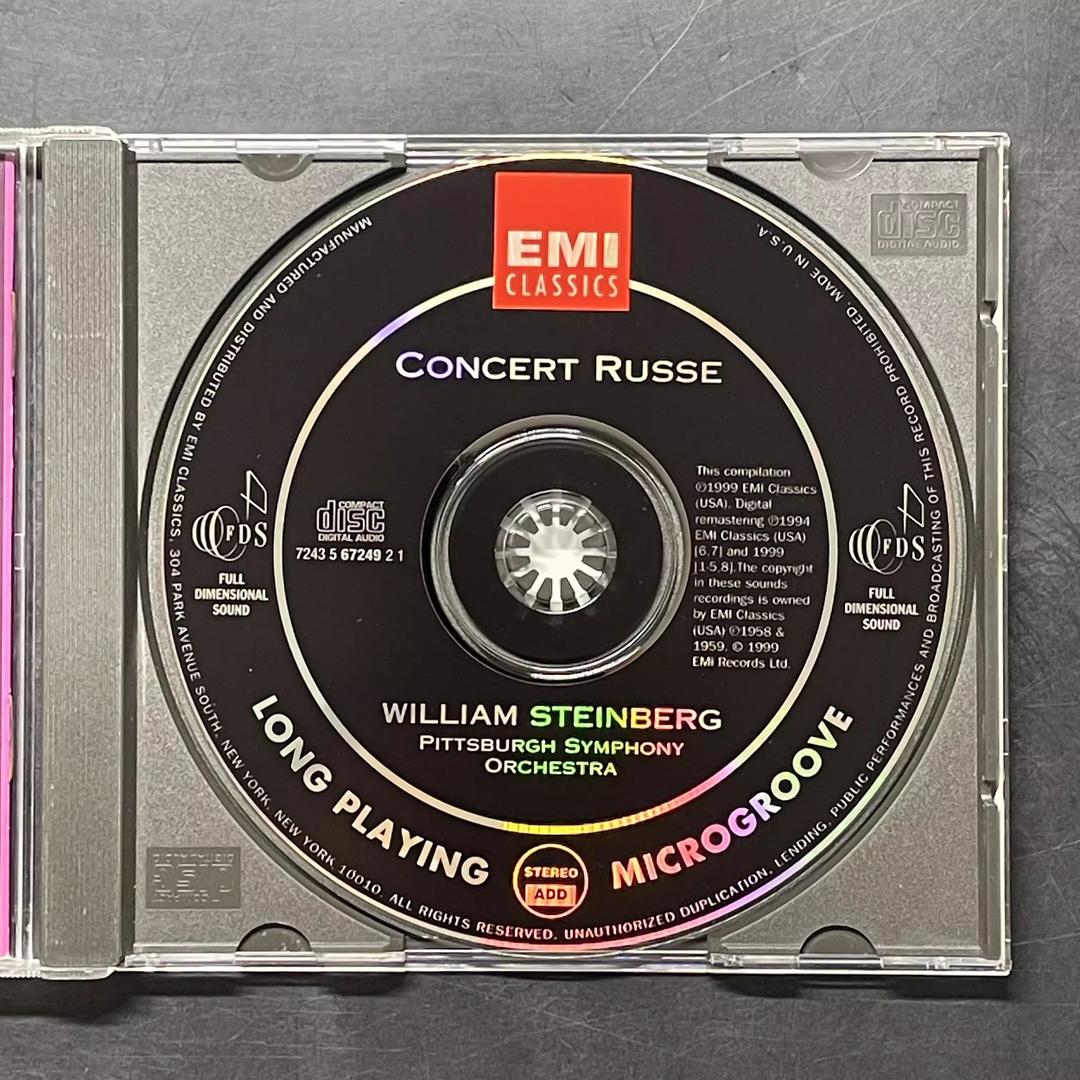 EMI
CLASSICS
CONCERT RUSSE
COMPACT
disc
DIGITAL AUDIO
7243 5 67249 2 1
This compilation
℗1999 EMI Classics
(USA). Digital
remastering ℗1994
EMI Classics (USA)
[6,7] and 1999
[1-5,8]. The copyright
in these sounds
recordings is owned
by EMI Classics
(USA) ℗1958 &
1959. © 1999
EMI Records Ltd.
FDS
FULL
DIMENSIONAL
SOUND
FDS
FULL
DIMENSIONAL
SOUND
WILLIAM STEINBERG
PITTSBURGH SYMPHONY
ORCHESTRA
LONG PLAYING
STEREO
ADD
MICROGROOVE
MANUFACTURED AND DISTRIBUTED BY EMI CLASSICS, 304 PARK AVENUE SOUTH, NEW YORK, NEW YORK 10010. ALL RIGHTS RESERVED. UNAUTHORIZED DUPLICATION, LENDING, PUBLIC PERFORMANCES AND BROADCASTING OF THIS RECORD PROHIBITED. MADE IN U.S.A.
COMPACT
disc
DIGITAL AUDIO